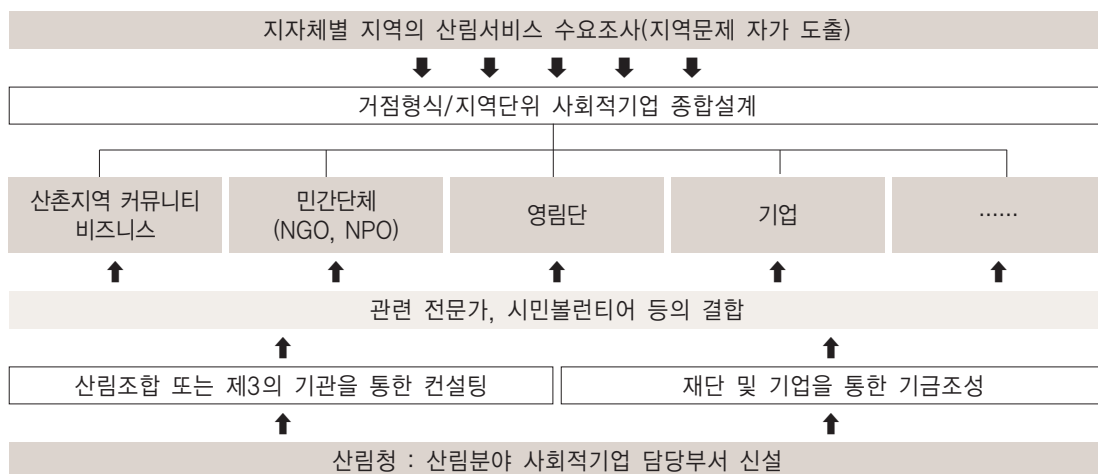 지자체별 지역의 산림서비스 수요조사(지역문제 자가 도출)
거점형식/지역단위 사회적기업 종합설계
산촌지역 커뮤니티
비즈니스
민간단체
(NGO, NPO)
영림단
기업
……
관련 전문가, 시민볼런티어 등의 결합
산림조합 또는 제3의 기관을 통한 컨설팅
재단 및 기업을 통한 기금조성
산림청 : 산림분야 사회적기업 담당부서 신설